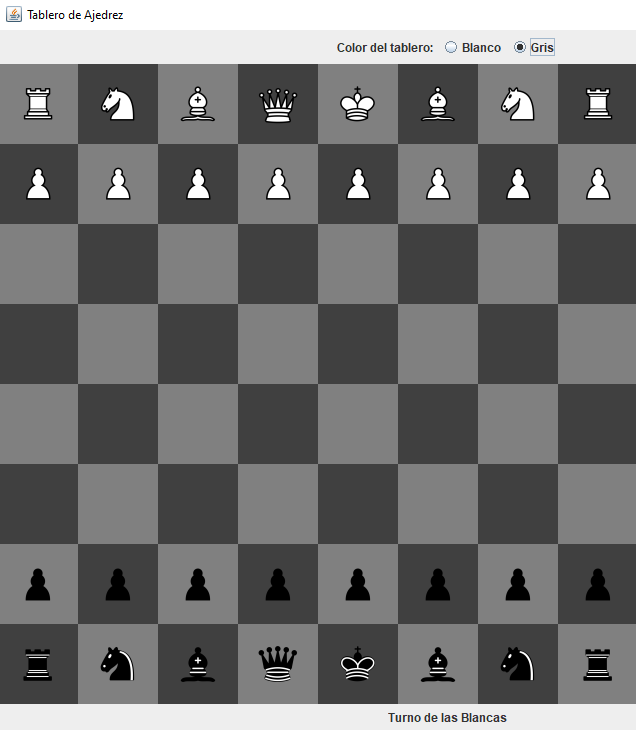 Tablero de Ajedrez
Color del tablero: Blanco Gris
Turno de las Blancas